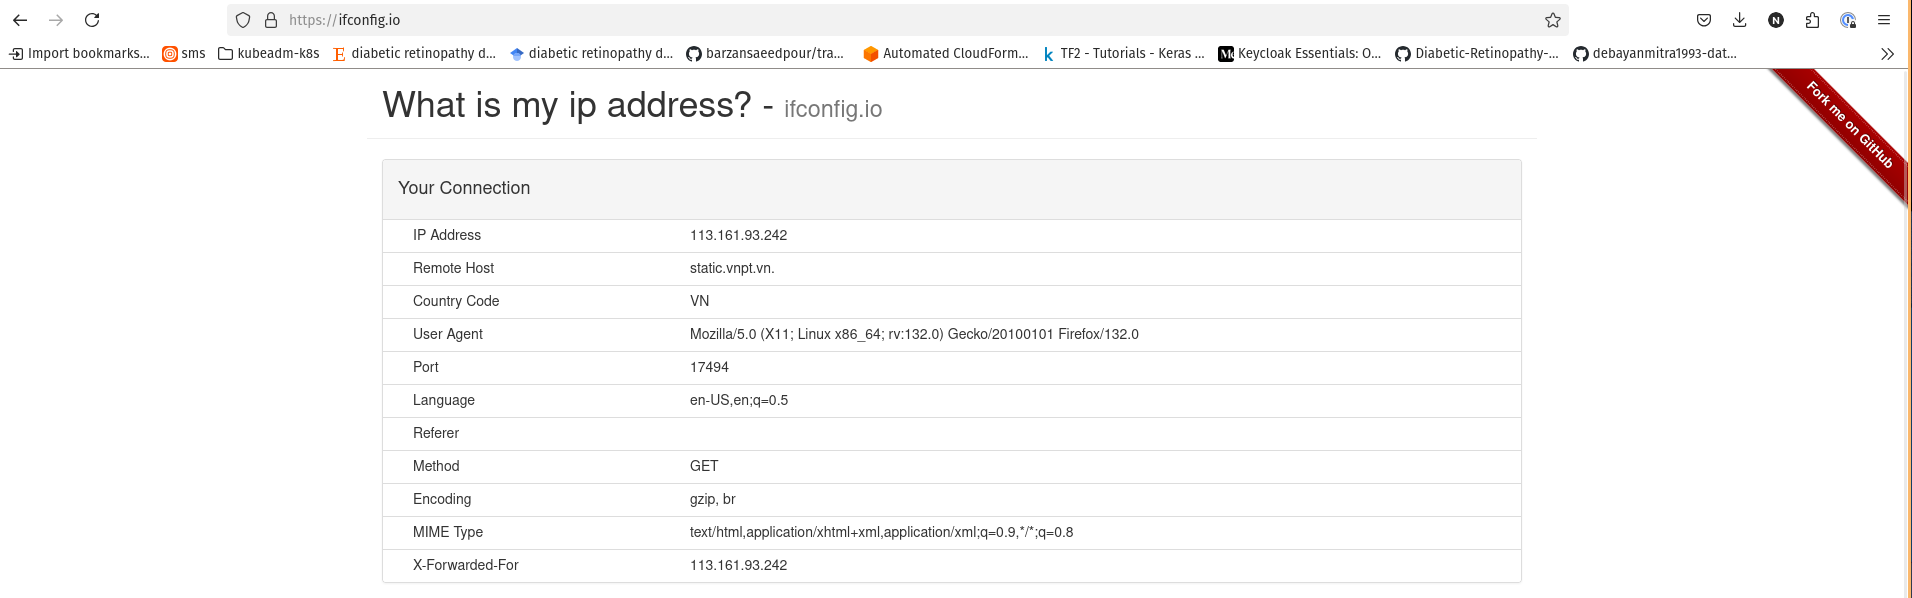 https://ifconfig.io
Import bookmarks... sms kubeadm-k8s diabetic retinopathy d... diabetic retinopathy d... barzansaeedpour/tra... Automated CloudForm... TF2 - Tutorials - Keras ... Keycloak Essentials: O... Diabetic-Retinopathy-... debayanmitra1993-dat...
What is my ip address? - ifconfig.io
Fork me on GitHub
Your Connection
IP Address 113.161.93.242
Remote Host static.vnpt.vn.
Country Code VN
User Agent Mozilla/5.0 (X11; Linux x86_64; rv:132.0) Gecko/20100101 Firefox/132.0
Port 17494
Language en-US,en;q=0.5
Referer
Method GET
Encoding gzip, br
MIME Type text/html,application/xhtml+xml,application/xml;q=0.9,*/*;q=0.8
X-Forwarded-For 113.161.93.242